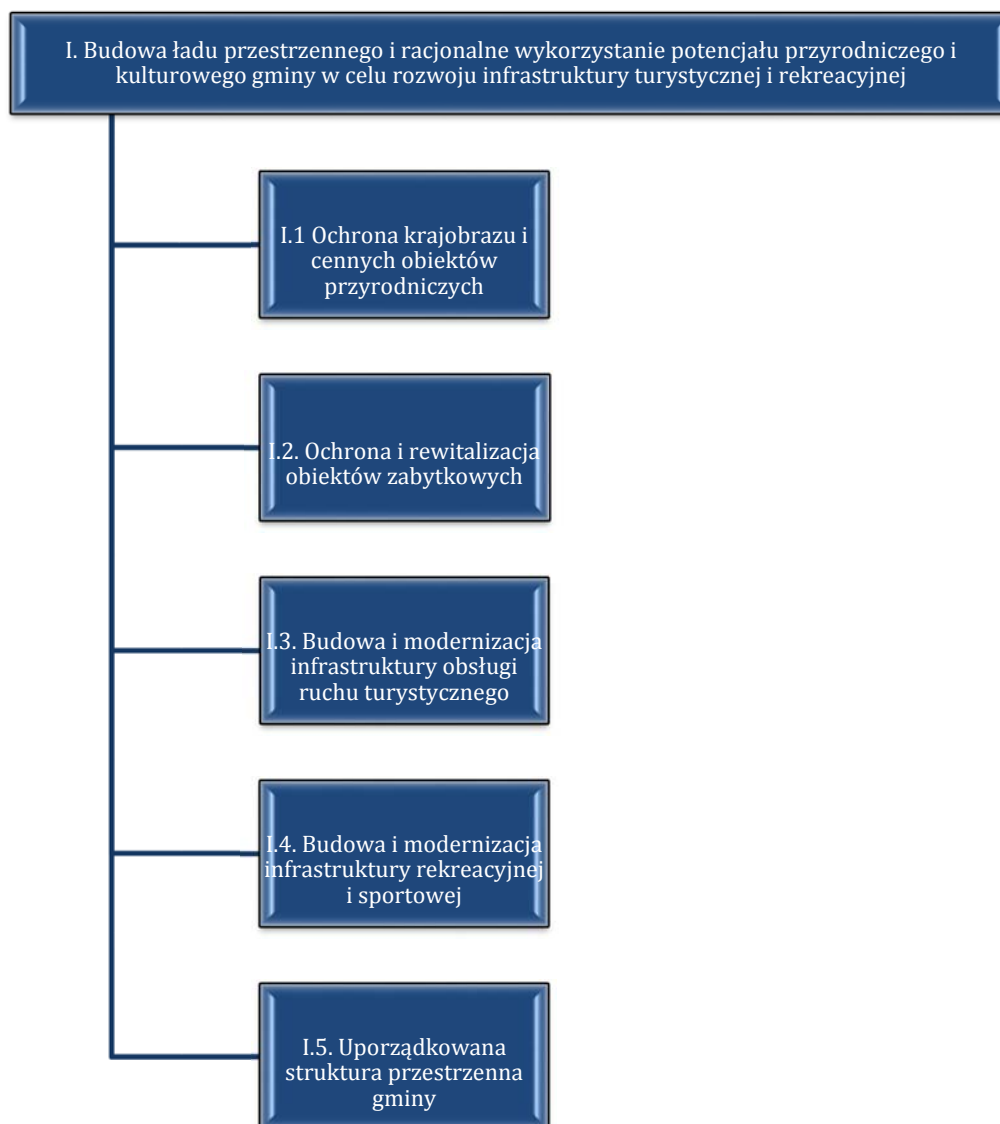 I. Budowa ładu przestrzennego i racjonalne wykorzystanie potencjału przyrodniczego i
kulturowego gminy w celu rozwoju infrastruktury turystycznej i rekreacyjnej
I.1 Ochrona krajobrazu i
cennych obiektów
przyrodniczych
I.2. Ochrona i rewitalizacja
obiektów zabytkowych
I.3. Budowa i modernizacja
infrastruktury obsługi
ruchu turystycznego
I.4. Budowa i modernizacja
infrastruktury rekreacyjnej
i sportowej
I.5. Uporządkowana
struktura przestrzenna
gminy